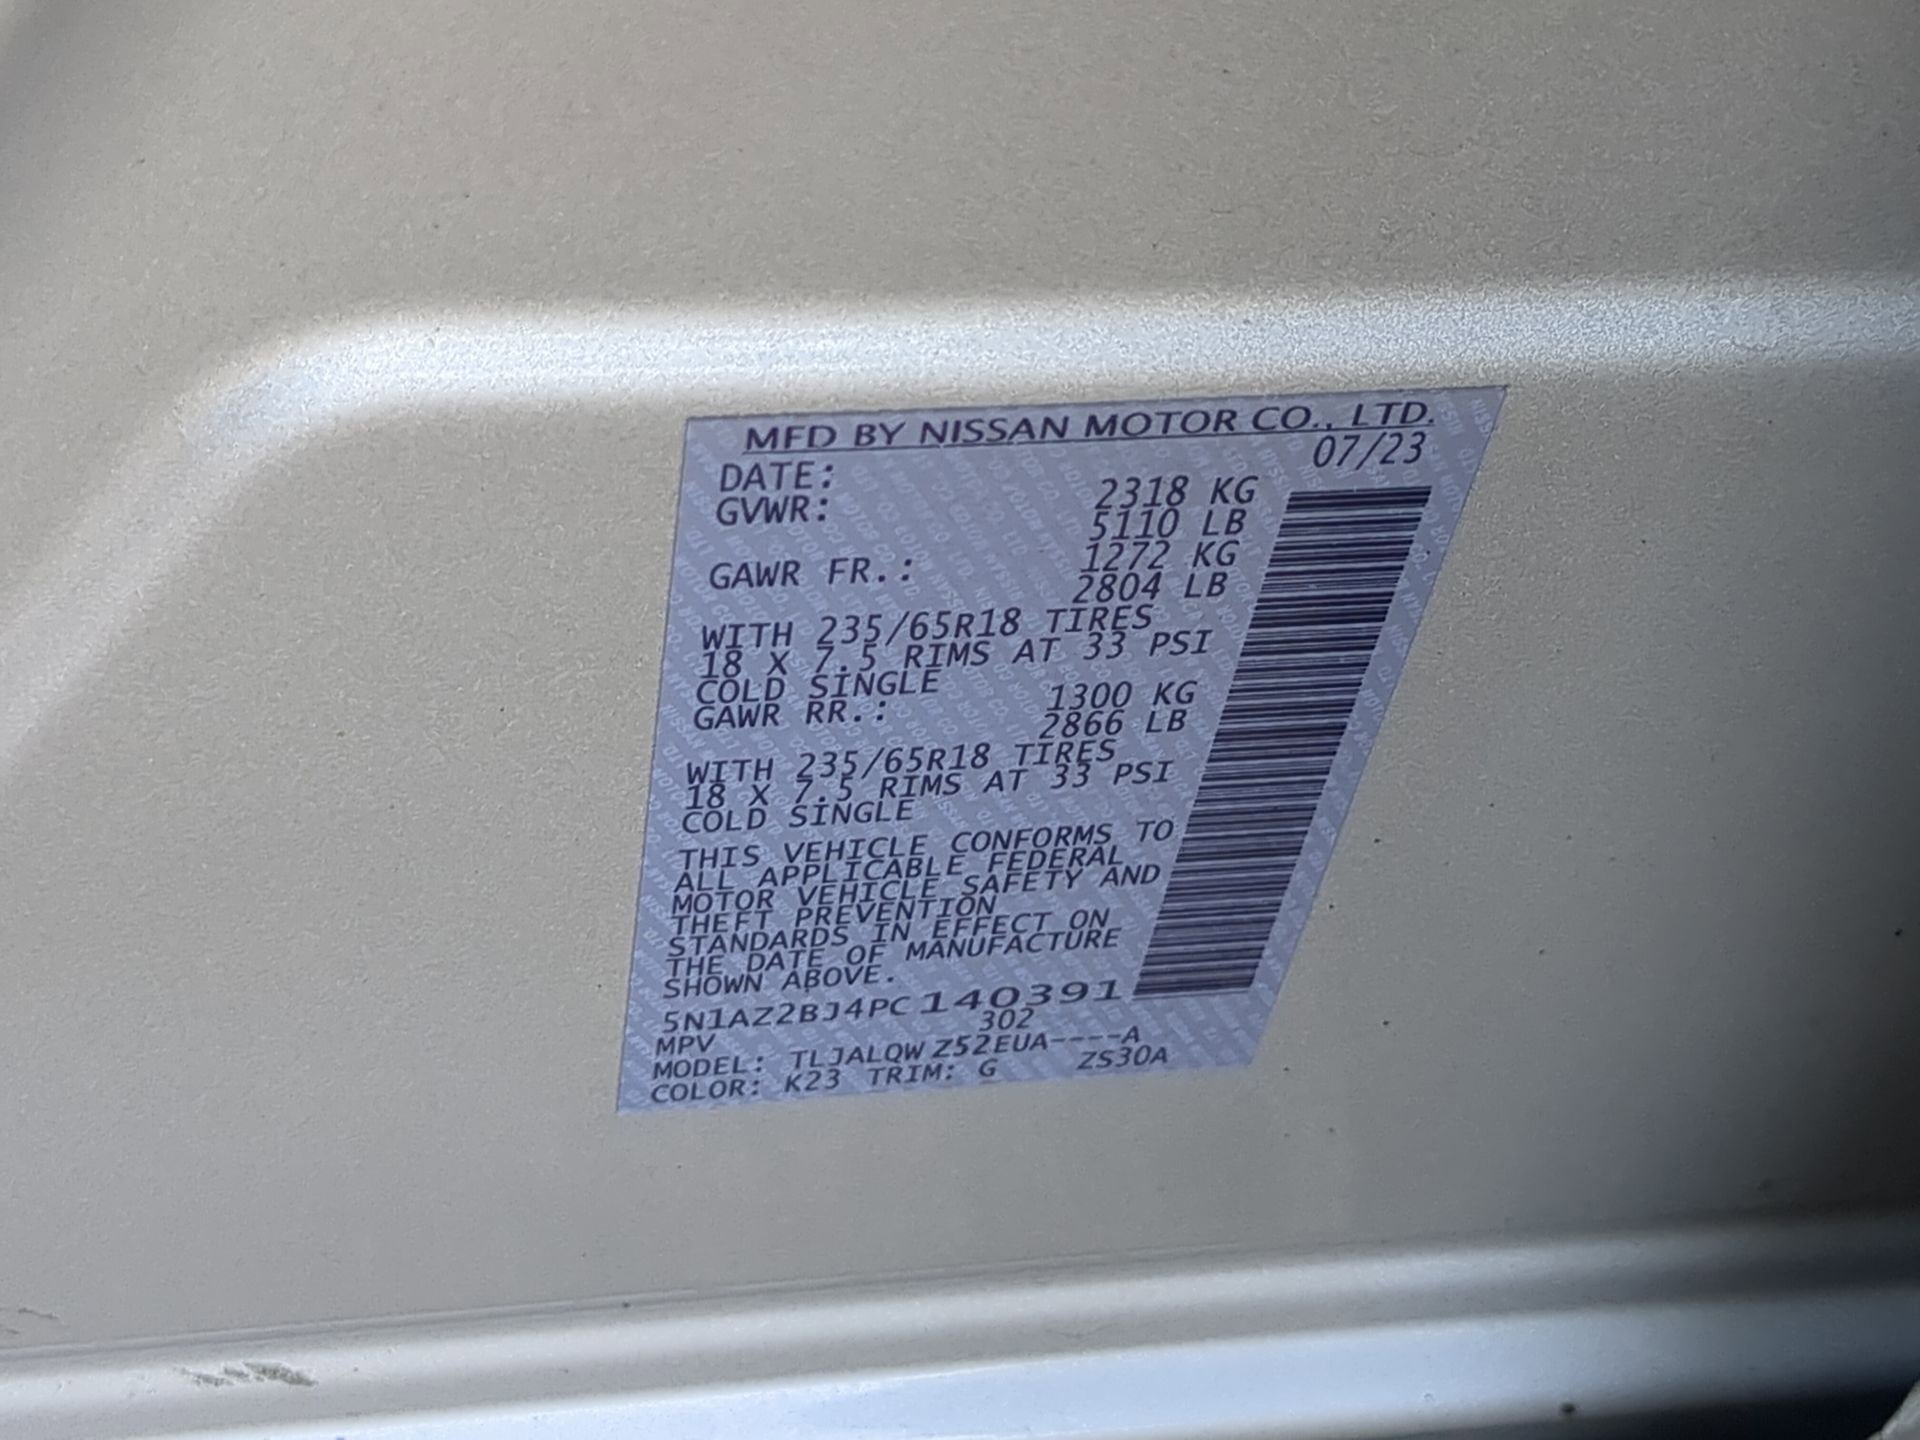 MFD BY NISSAN MOTOR CO., LTD.
DATE: 07/23
GVWR: 2318 KG
5110 LB
GAWR FR.: 1272 KG
2804 LB
WITH 235/65R18 TIRES
18 X 7.5 RIMS AT 33 PSI
COLD SINGLE
GAWR RR.: 1300 KG
2866 LB
WITH 235/65R18 TIRES
18 X 7.5 RIMS AT 33 PSI
COLD SINGLE
THIS VEHICLE CONFORMS TO
ALL APPLICABLE FEDERAL
MOTOR VEHICLE SAFETY AND
THEFT PREVENTION
STANDARDS IN EFFECT ON
THE DATE OF MANUFACTURE
SHOWN ABOVE.
5N1AZ2BJ4PC140391
MPV 302
MODEL: TLJALQWZ52EUA----A
COLOR: K23 TRIM: G ZS30A